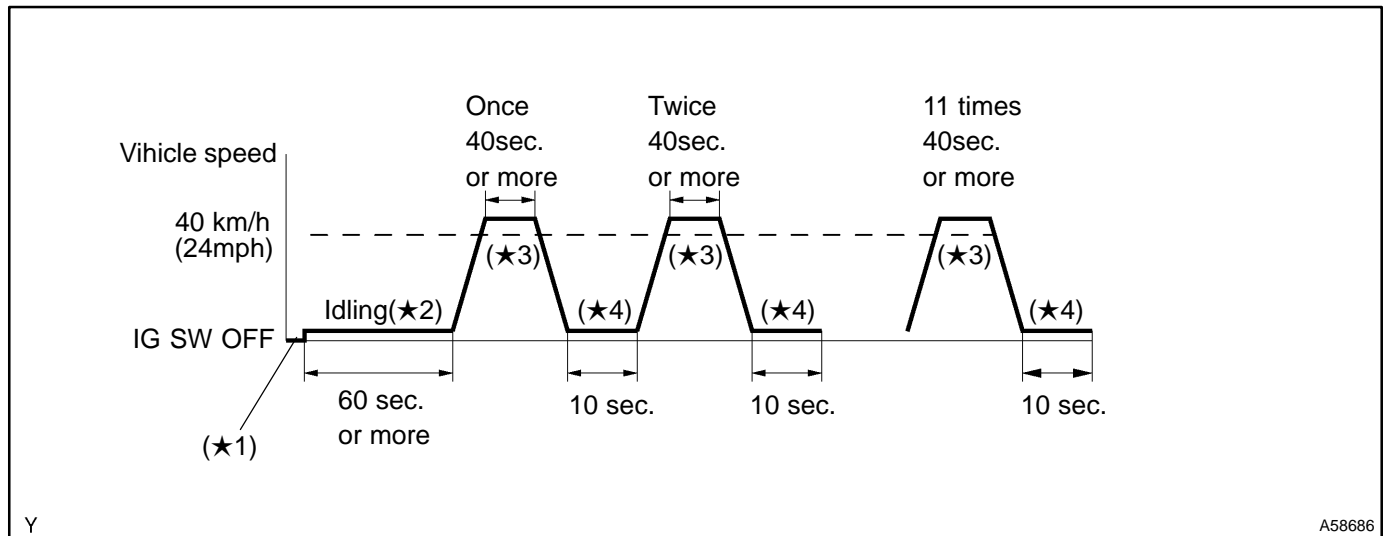 Once
40sec.
or more
Twice
40sec.
or more
11 times
40sec.
or more
Vihicle speed
40 km/h
(24mph)
(★3)
(★3)
(★3)
Idling(★2)
(★4)
(★4)
(★4)
IG SW OFF
60 sec.
or more
10 sec.
10 sec.
10 sec.
(★1)
Y
A58686